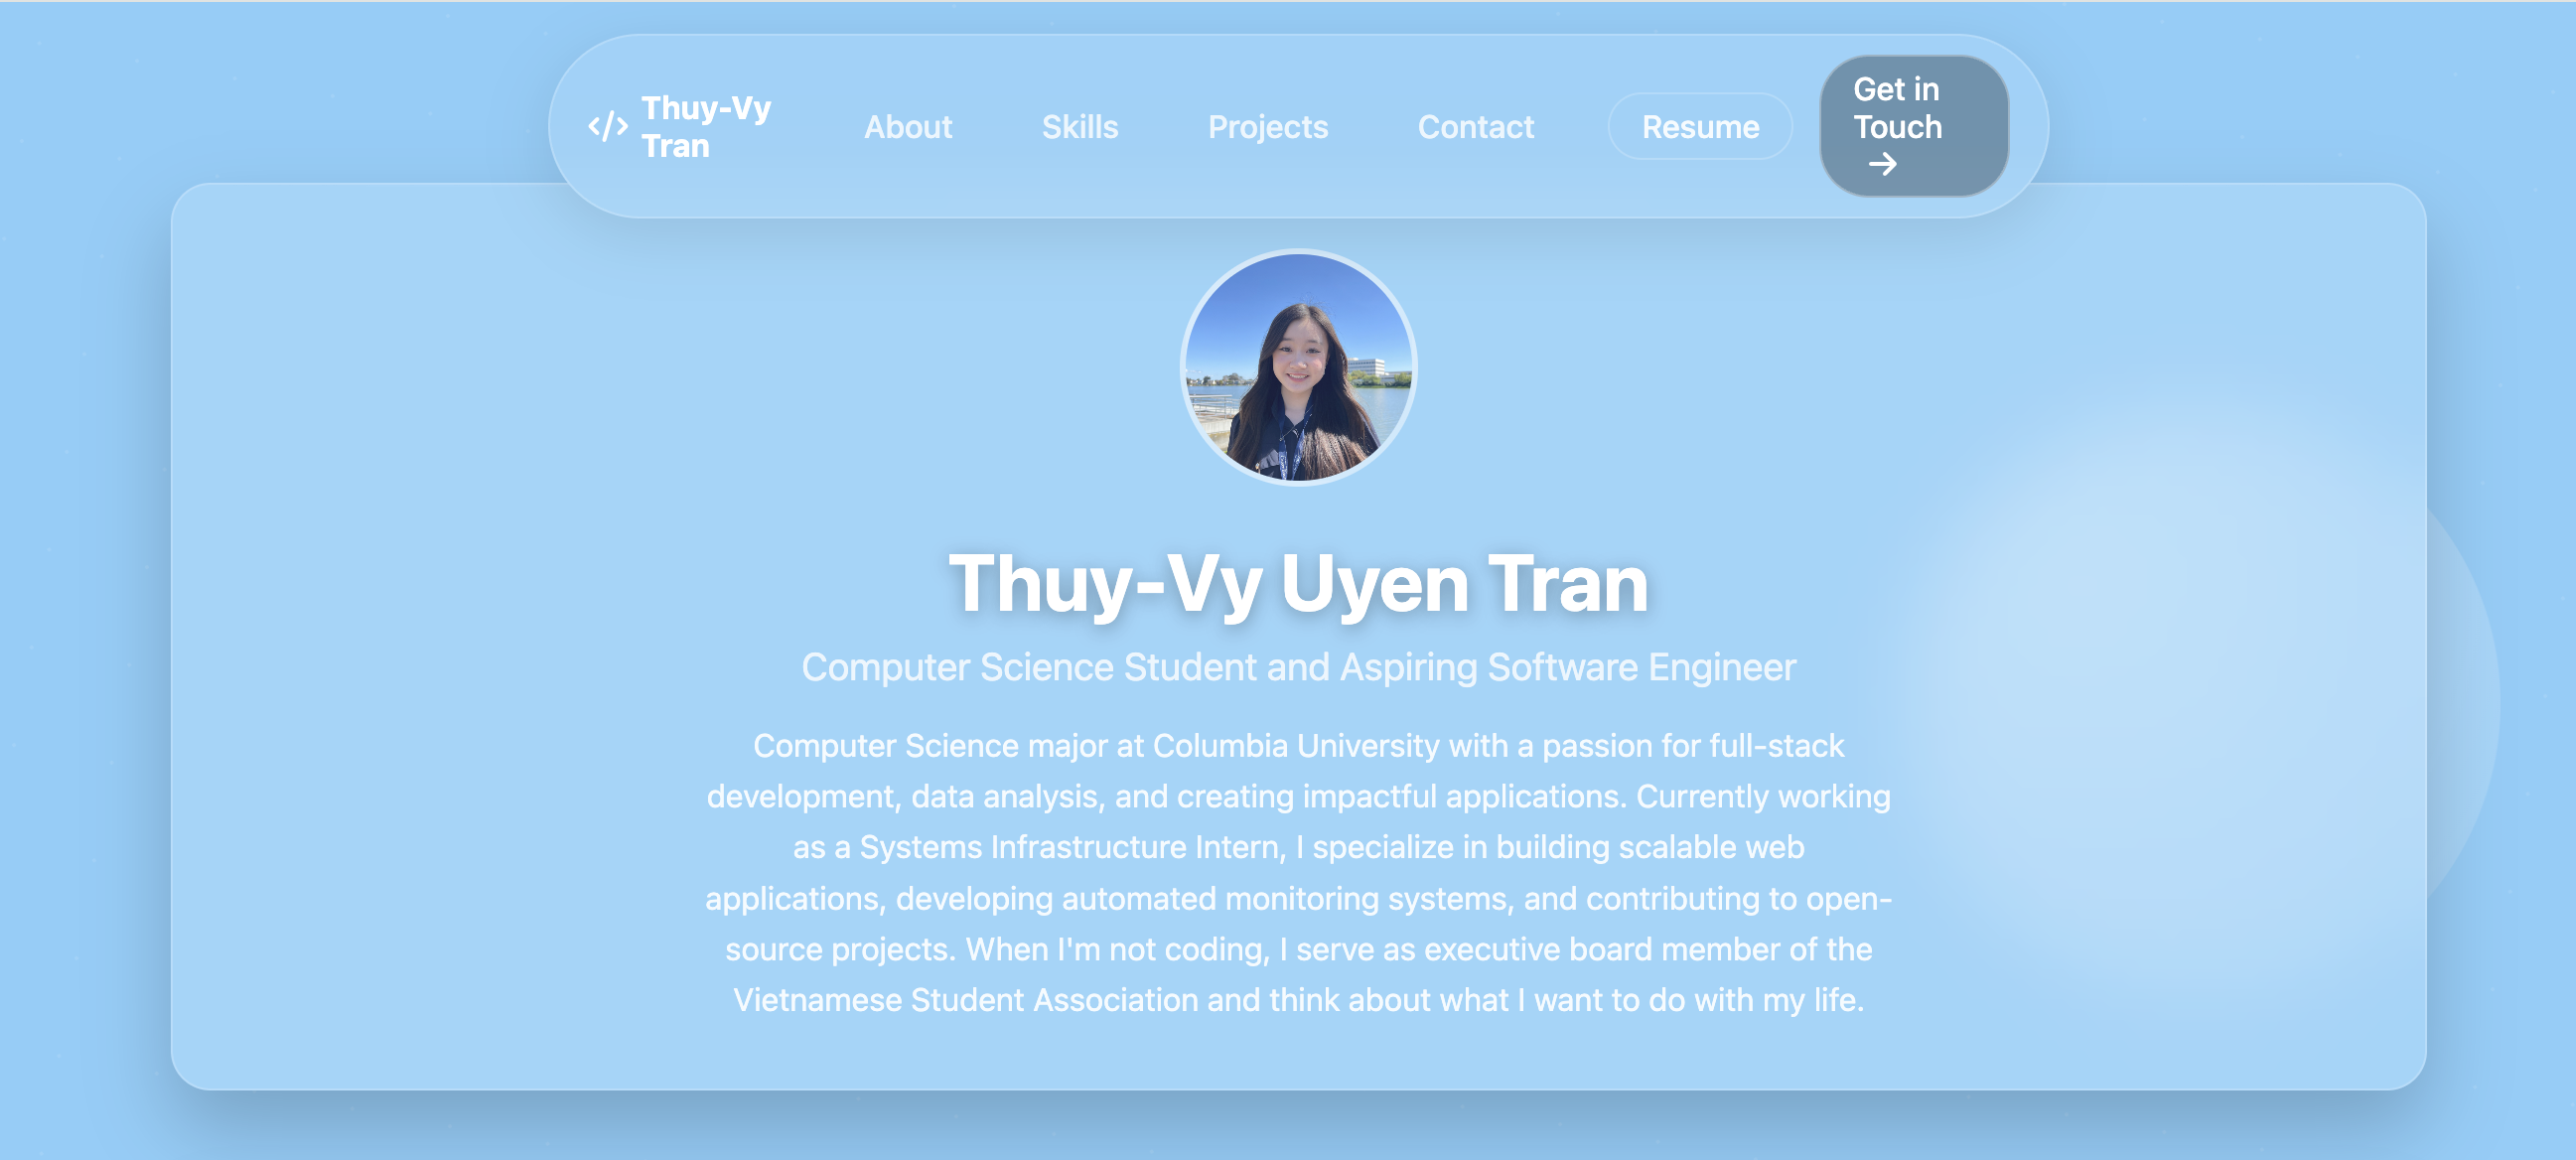 </> Thuy-Vy
Tran
About
Skills
Projects
Contact
Resume
Get in
Touch
→
Thuy-Vy Uyen Tran
Computer Science Student and Aspiring Software Engineer
Computer Science major at Columbia University with a passion for full-stack
development, data analysis, and creating impactful applications. Currently working
as a Systems Infrastructure Intern, I specialize in building scalable web
applications, developing automated monitoring systems, and contributing to open-
source projects. When I'm not coding, I serve as executive board member of the
Vietnamese Student Association and think about what I want to do with my life.